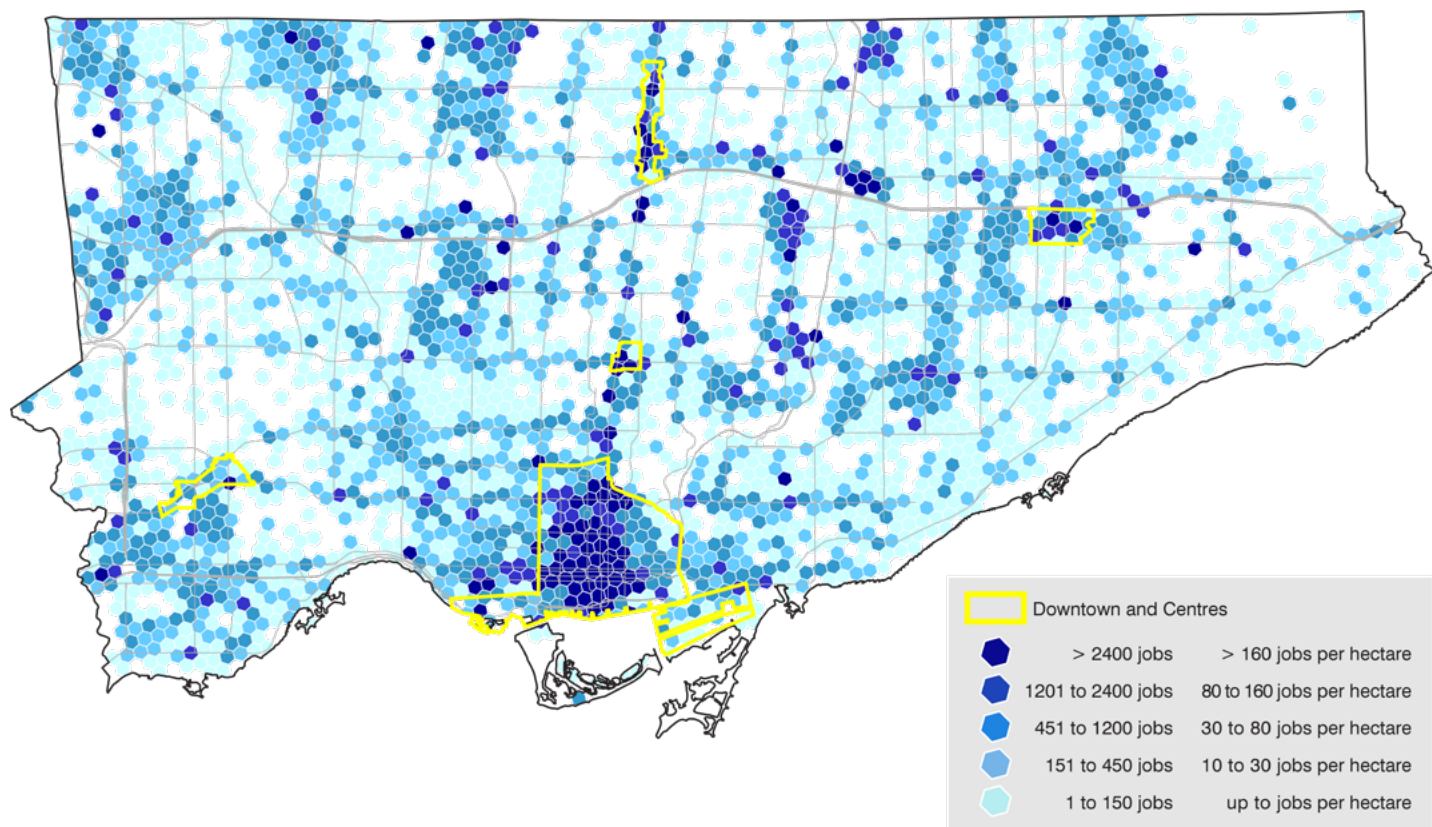 Downtown and Centres
> 2400 jobs > 160 jobs per hectare
1201 to 2400 jobs 80 to 160 jobs per hectare
451 to 1200 jobs 30 to 80 jobs per hectare
151 to 450 jobs 10 to 30 jobs per hectare
1 to 150 jobs up to jobs per hectare